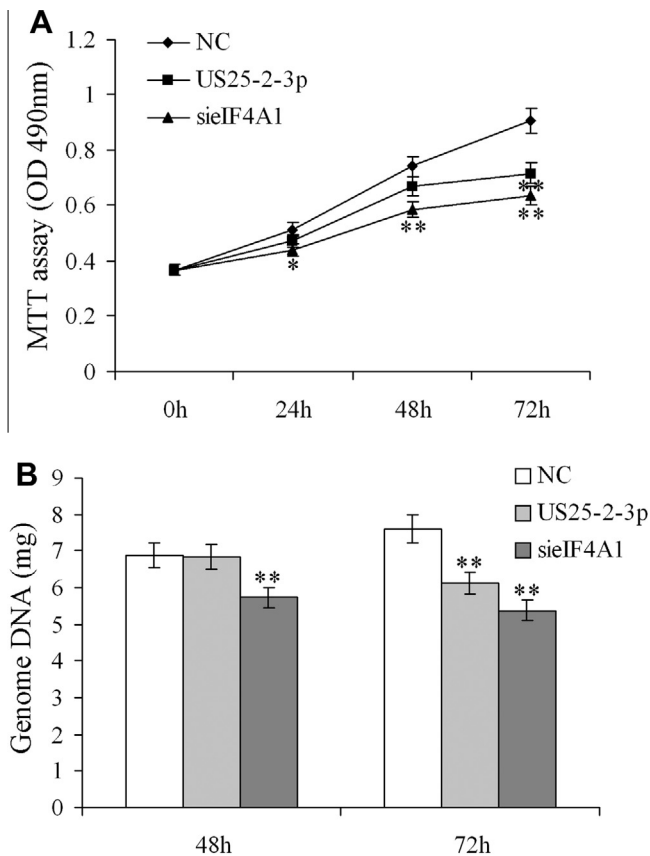 A
NC
US25-2-3p
sieIF4A1
MTT assay (OD 490nm)
1.2
1
0.8
0.6
0.4
0.2
0
*
**
**
**
0h
24h
48h
72h
B
NC
US25-2-3p
sieIF4A1
Genome DNA (mg)
9
8
7
6
5
4
3
2
1
0
**
**
**
48h
72h